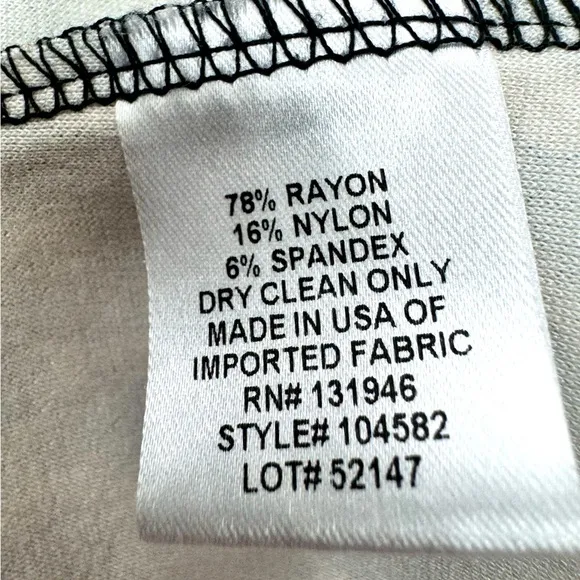 78% RAYON
16% NYLON
6% SPANDEX
DRY CLEAN ONLY
MADE IN USA OF
IMPORTED FABRIC
RN# 131946
STYLE# 104582
LOT# 52147